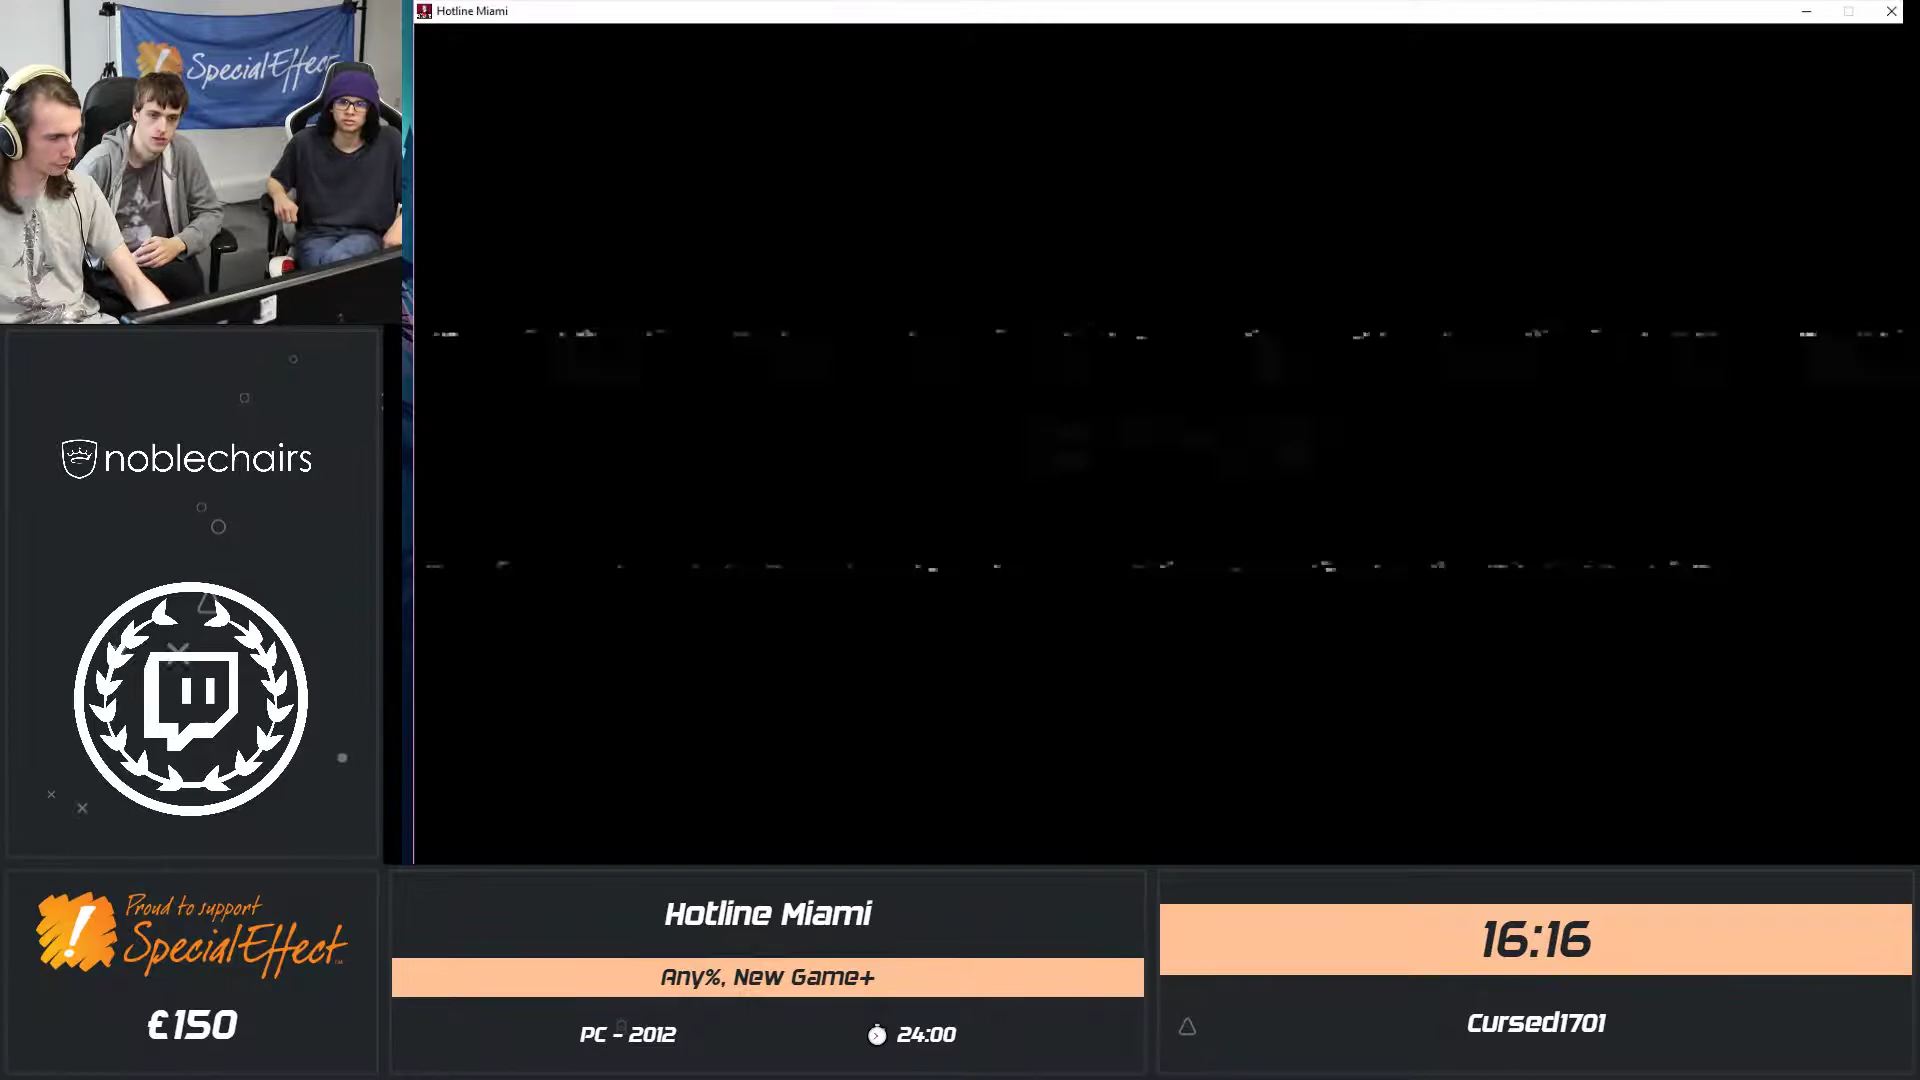 Hotline Miami
SpecialEffect
noblechairs
Proud to support
SpecialEffect
£150
Hotline Miami
Any%, New Game+
PC - 2012
24:00
16:16
Cursed1701